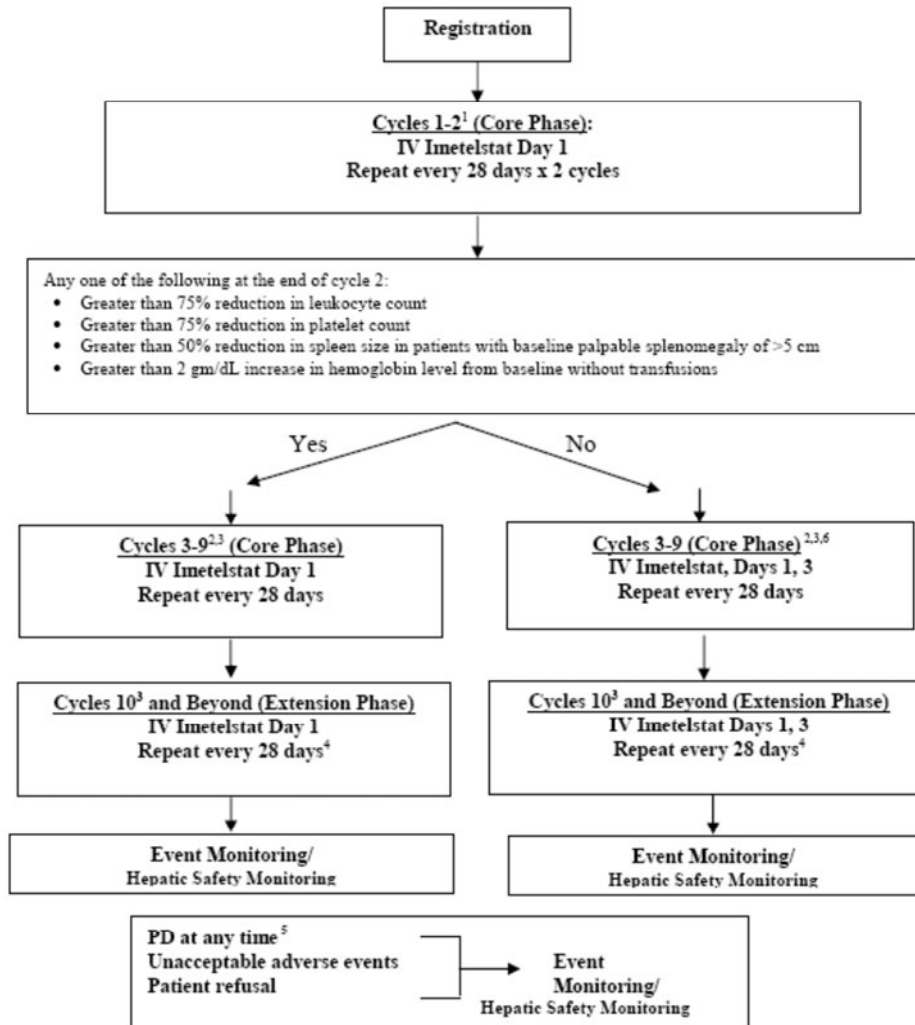 Registration
Cycles 1-2¹ (Core Phase):
IV Imetelstat Day 1
Repeat every 28 days x 2 cycles
Any one of the following at the end of cycle 2:
• Greater than 75% reduction in leukocyte count
• Greater than 75% reduction in platelet count
• Greater than 50% reduction in spleen size in patients with baseline palpable splenomegaly of >5 cm
• Greater than 2 gm/dL increase in hemoglobin level from baseline without transfusions
Yes
No
Cycles 3-9²,³ (Core Phase)
IV Imetelstat Day 1
Repeat every 28 days
Cycles 3-9 (Core Phase)²,³,⁶
IV Imetelstat, Days 1, 3
Repeat every 28 days
Cycles 10³ and Beyond (Extension Phase)
IV Imetelstat Day 1
Repeat every 28 days⁴
Cycles 10³ and Beyond (Extension Phase)
IV Imetelstat Days 1, 3
Repeat every 28 days⁴
Event Monitoring/
Hepatic Safety Monitoring
Event Monitoring/
Hepatic Safety Monitoring
PD at any time⁵
Unacceptable adverse events
Patient refusal
Event
Monitoring/
Hepatic Safety Monitoring